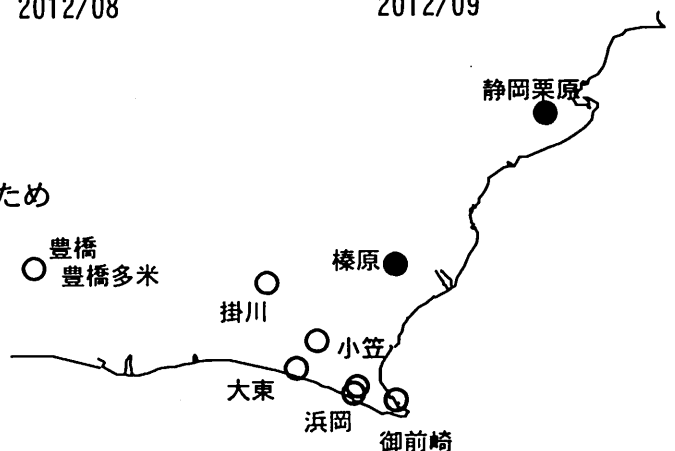 2012/08
2012/09
静岡栗原
ため
豊橋
豊橋多米
榛原
掛川
小笠
大東
浜岡
御前崎